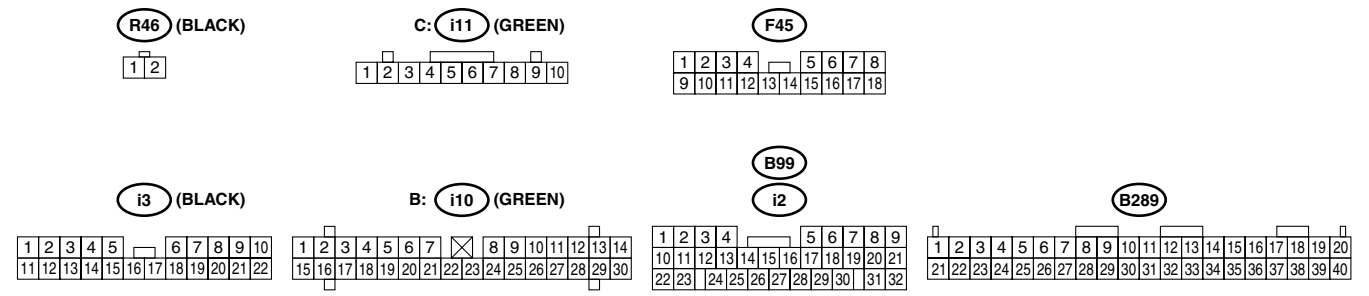 R46 (BLACK)
C: i11 (GREEN)
F45
1 2
1 2 3 4 5 6 7 8 9 10
1 2 3 4 5 6 7 8
9 10 11 12 13 14 15 16 17 18
B99
i3 (BLACK)
B: i10 (GREEN)
i2
B289
1 2 3 4 5 6 7 8 9 10
11 12 13 14 15 16 17 18 19 20 21 22
1 2 3 4 5 6 7 8 9 10 11 12 13 14
15 16 17 18 19 20 21 22 23 24 25 26 27 28 29 30
1 2 3 4 5 6 7 8 9
10 11 12 13 14 15 16 17 18 19 20 21
22 23 24 25 26 27 28 29 30 31 32
1 2 3 4 5 6 7 8 9 10 11 12 13 14 15 16 17 18 19 20
21 22 23 24 25 26 27 28 29 30 31 32 33 34 35 36 37 38 39 40